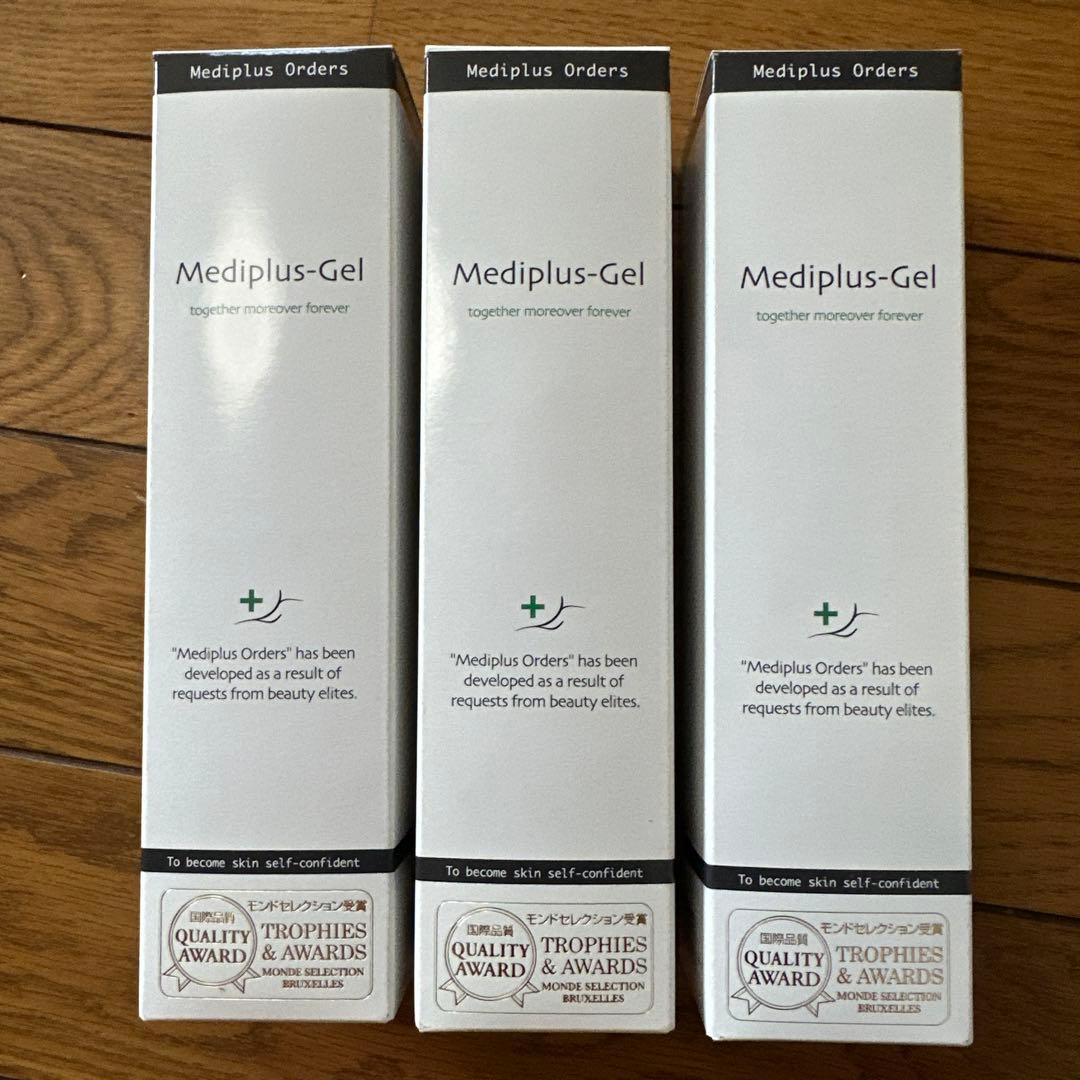 Mediplus Orders
Mediplus-Gel
together moreover forever
"Mediplus Orders" has been
developed as a result of
requests from beauty elites.
To become skin self-confident
国際品質
QUALITY
AWARD
モンドセレクション受賞
TROPHIES
& AWARDS
MONDE SELECTION
BRUXELLES
Mediplus Orders
Mediplus-Gel
together moreover forever
"Mediplus Orders" has been
developed as a result of
requests from beauty elites.
To become skin self-confident
国際品質
QUALITY
AWARD
モンドセレクション受賞
TROPHIES
& AWARDS
MONDE SELECTION
BRUXELLES
Mediplus Orders
Mediplus-Gel
together moreover forever
"Mediplus Orders" has been
developed as a result of
requests from beauty elites.
To become skin self-confident
国際品質
QUALITY
AWARD
モンドセレクション受賞
TROPHIES
& AWARDS
MONDE SELECTION
BRUXELLES